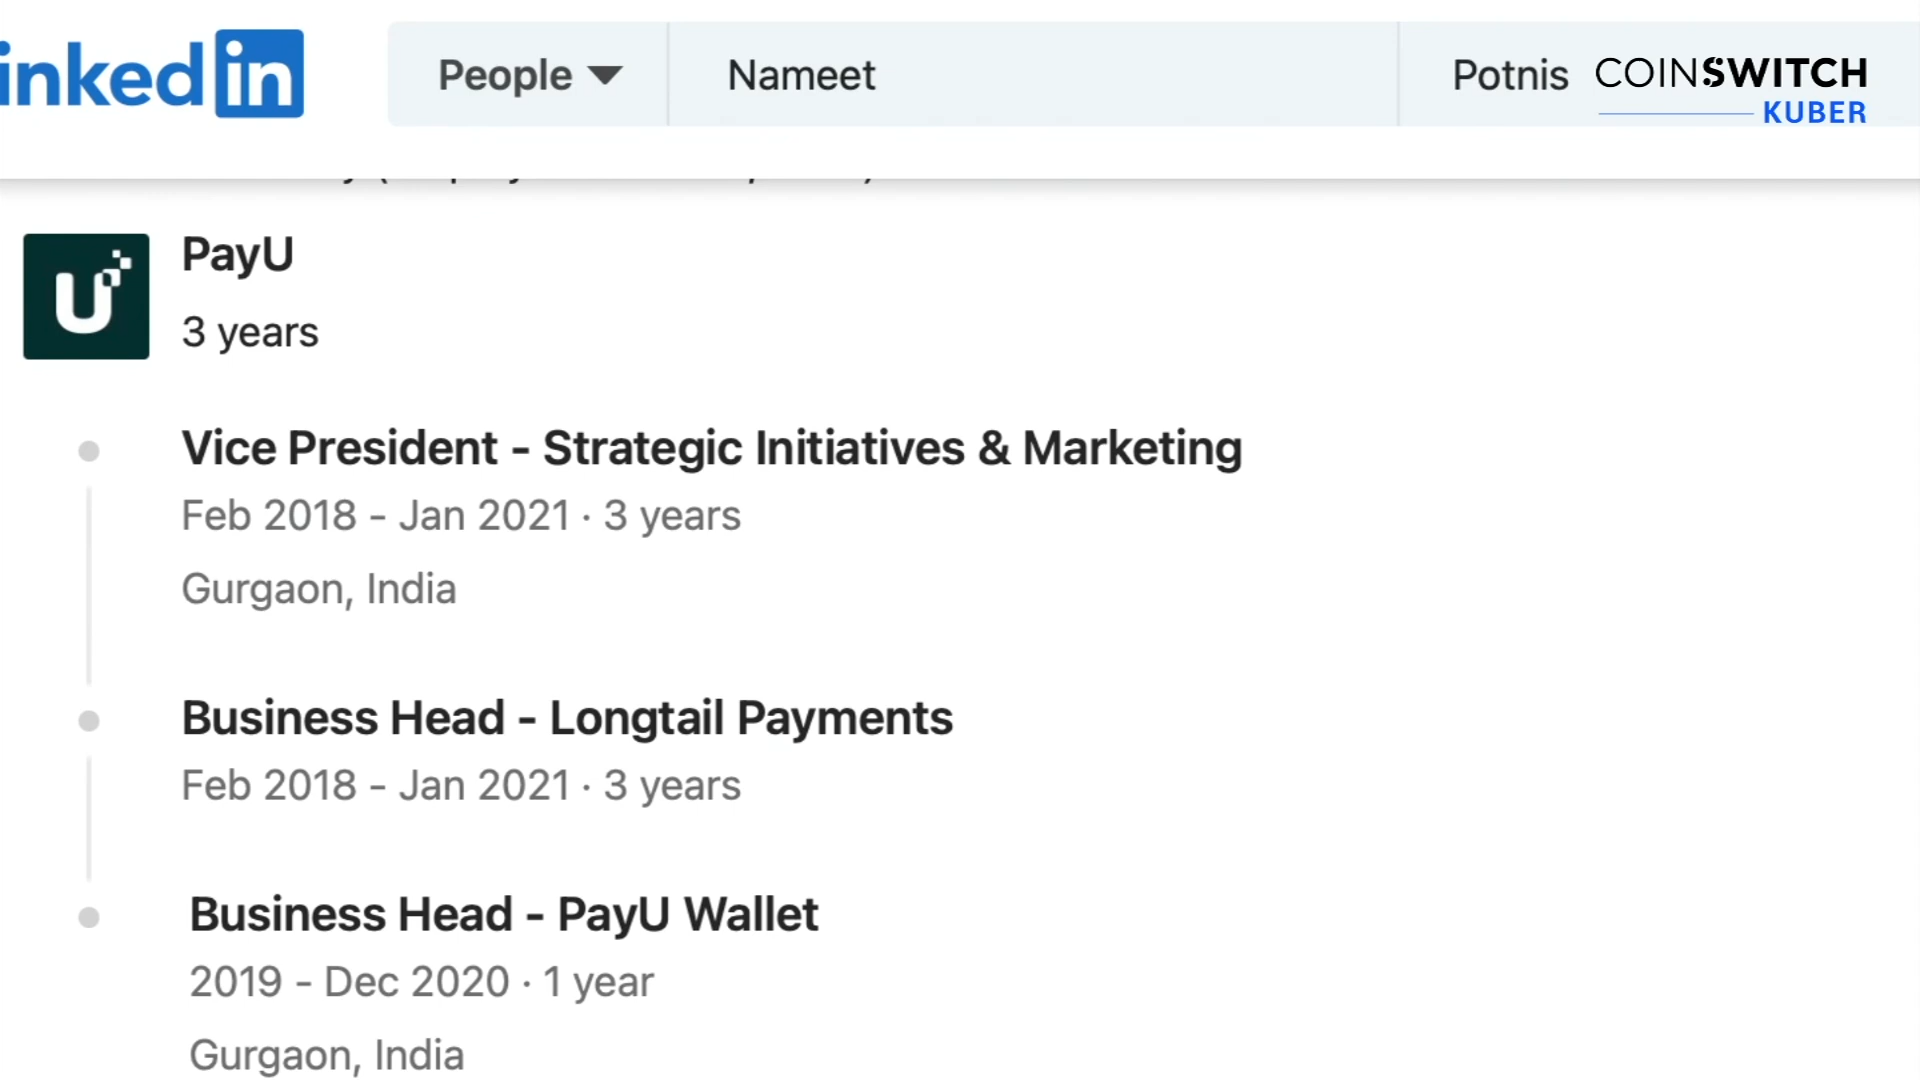 inkedin
People
Nameet
Potnis
COINSWITCH
KUBER
PayU
3 years
Vice President - Strategic Initiatives & Marketing
Feb 2018 - Jan 2021 · 3 years
Gurgaon, India
Business Head - Longtail Payments
Feb 2018 - Jan 2021 · 3 years
Business Head - PayU Wallet
2019 - Dec 2020 · 1 year
Gurgaon, India